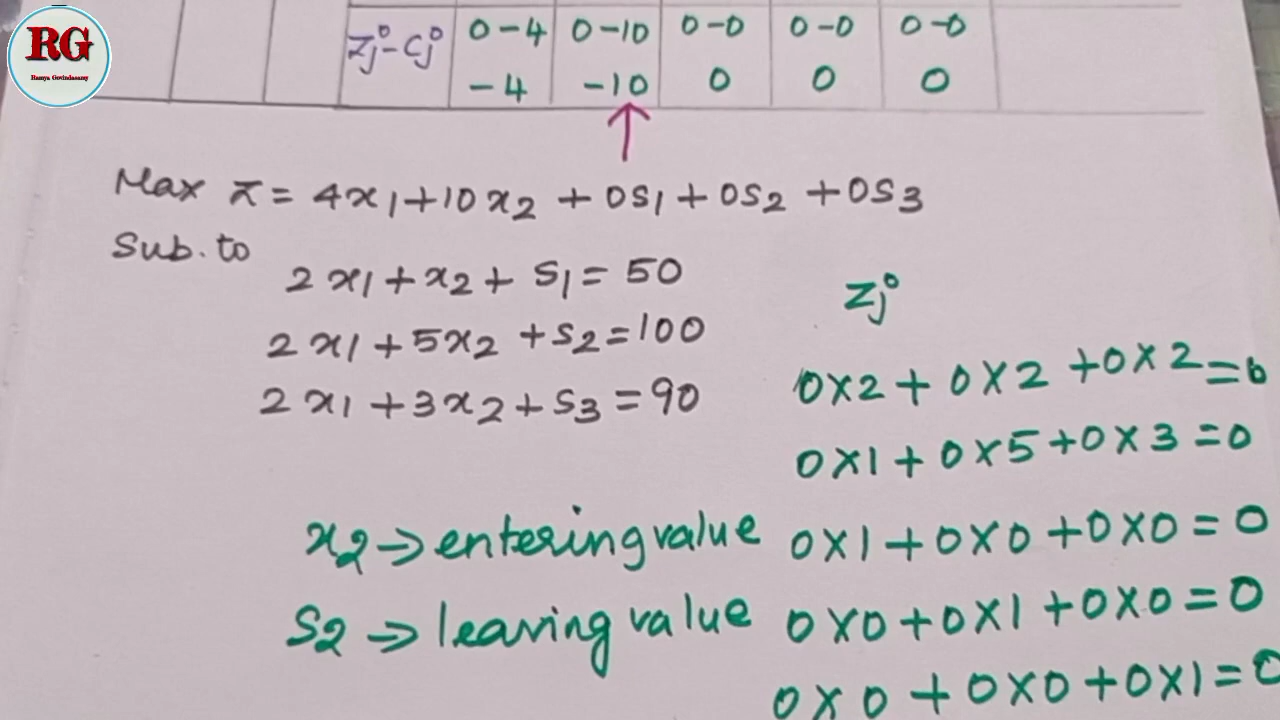 RG
Ramya Govindasamy
Zj-Cj 0-4 0-10 0-0 0-0 0-0
-4 -10 0 0 0
Max Z = 4x1+10x2 + 0S1 + 0S2 + 0S3
Sub. to
2x1 + x2 + S1 = 50
2x1 + 5x2 + S2 = 100
2x1 + 3x2 + S3 = 90
x2 → entering value
S2 → leaving value
Zj
0x2 + 0x2 + 0x2 = 0
0x1 + 0x5 + 0x3 = 0
0x1 + 0x0 + 0x0 = 0
0x0 + 0x1 + 0x0 = 0
0x0 + 0x0 + 0x1 = 0